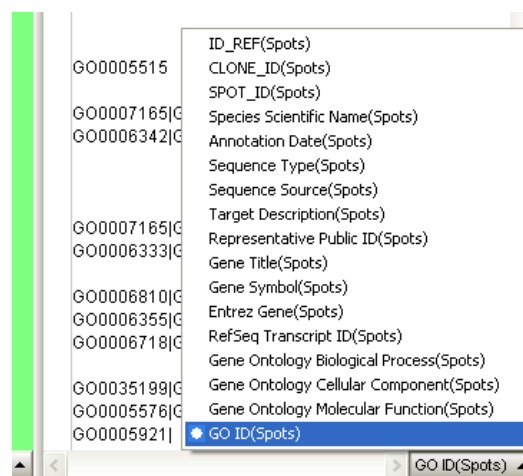 GO0005515
GO0007165|G
GO0006342|G
GO0007165|G
GO0006333|G
GO0006810|G
GO0006355|G
GO0006718|G
GO0035199|G
GO0005576|G
GO0005921|
ID_REF(Spots)
CLONE_ID(Spots)
SPOT_ID(Spots)
Species Scientific Name(Spots)
Annotation Date(Spots)
Sequence Type(Spots)
Sequence Source(Spots)
Target Description(Spots)
Representative Public ID(Spots)
Gene Title(Spots)
Gene Symbol(Spots)
Entrez Gene(Spots)
RefSeq Transcript ID(Spots)
Gene Ontology Biological Process(Spots)
Gene Ontology Cellular Component(Spots)
Gene Ontology Molecular Function(Spots)
GO ID(Spots)
GO ID(Spots)